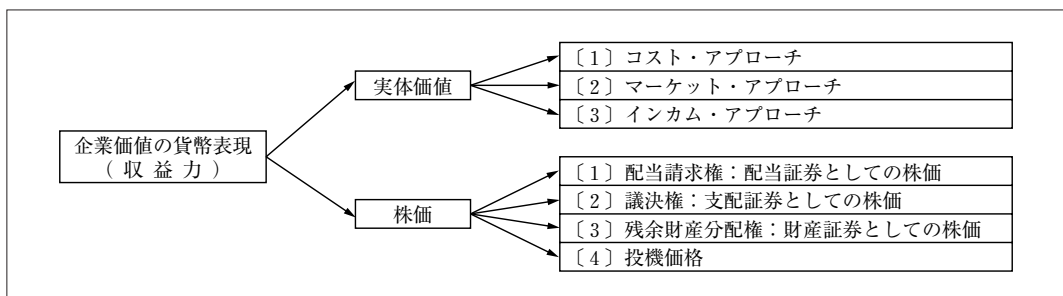 企業価値の貨幣表現
(収益力)
実体価値
〔1〕コスト・アプローチ
〔2〕マーケット・アプローチ
〔3〕インカム・アプローチ
株価
〔1〕配当請求権：配当証券としての株価
〔2〕議決権：支配証券としての株価
〔3〕残余財産分配権：財産証券としての株価
〔4〕投機価格